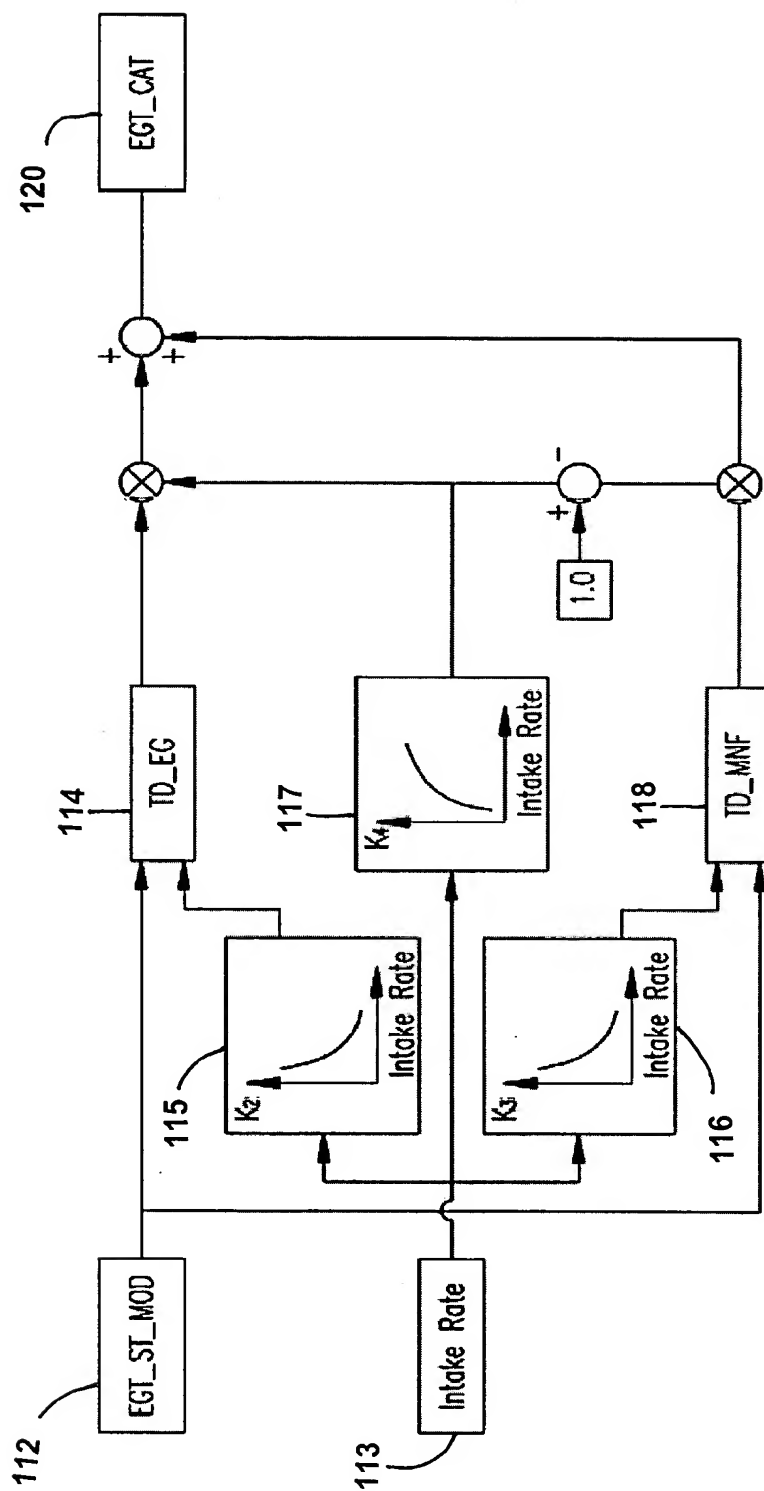 112
EGT_ST_MOD
113
Intake Rate
115
K2
Intake Rate
116
K3
Intake Rate
114
TD_EG
117
K4
Intake Rate
118
TD_MNF
1.0
+
-
+
+
120
EGT_CAT